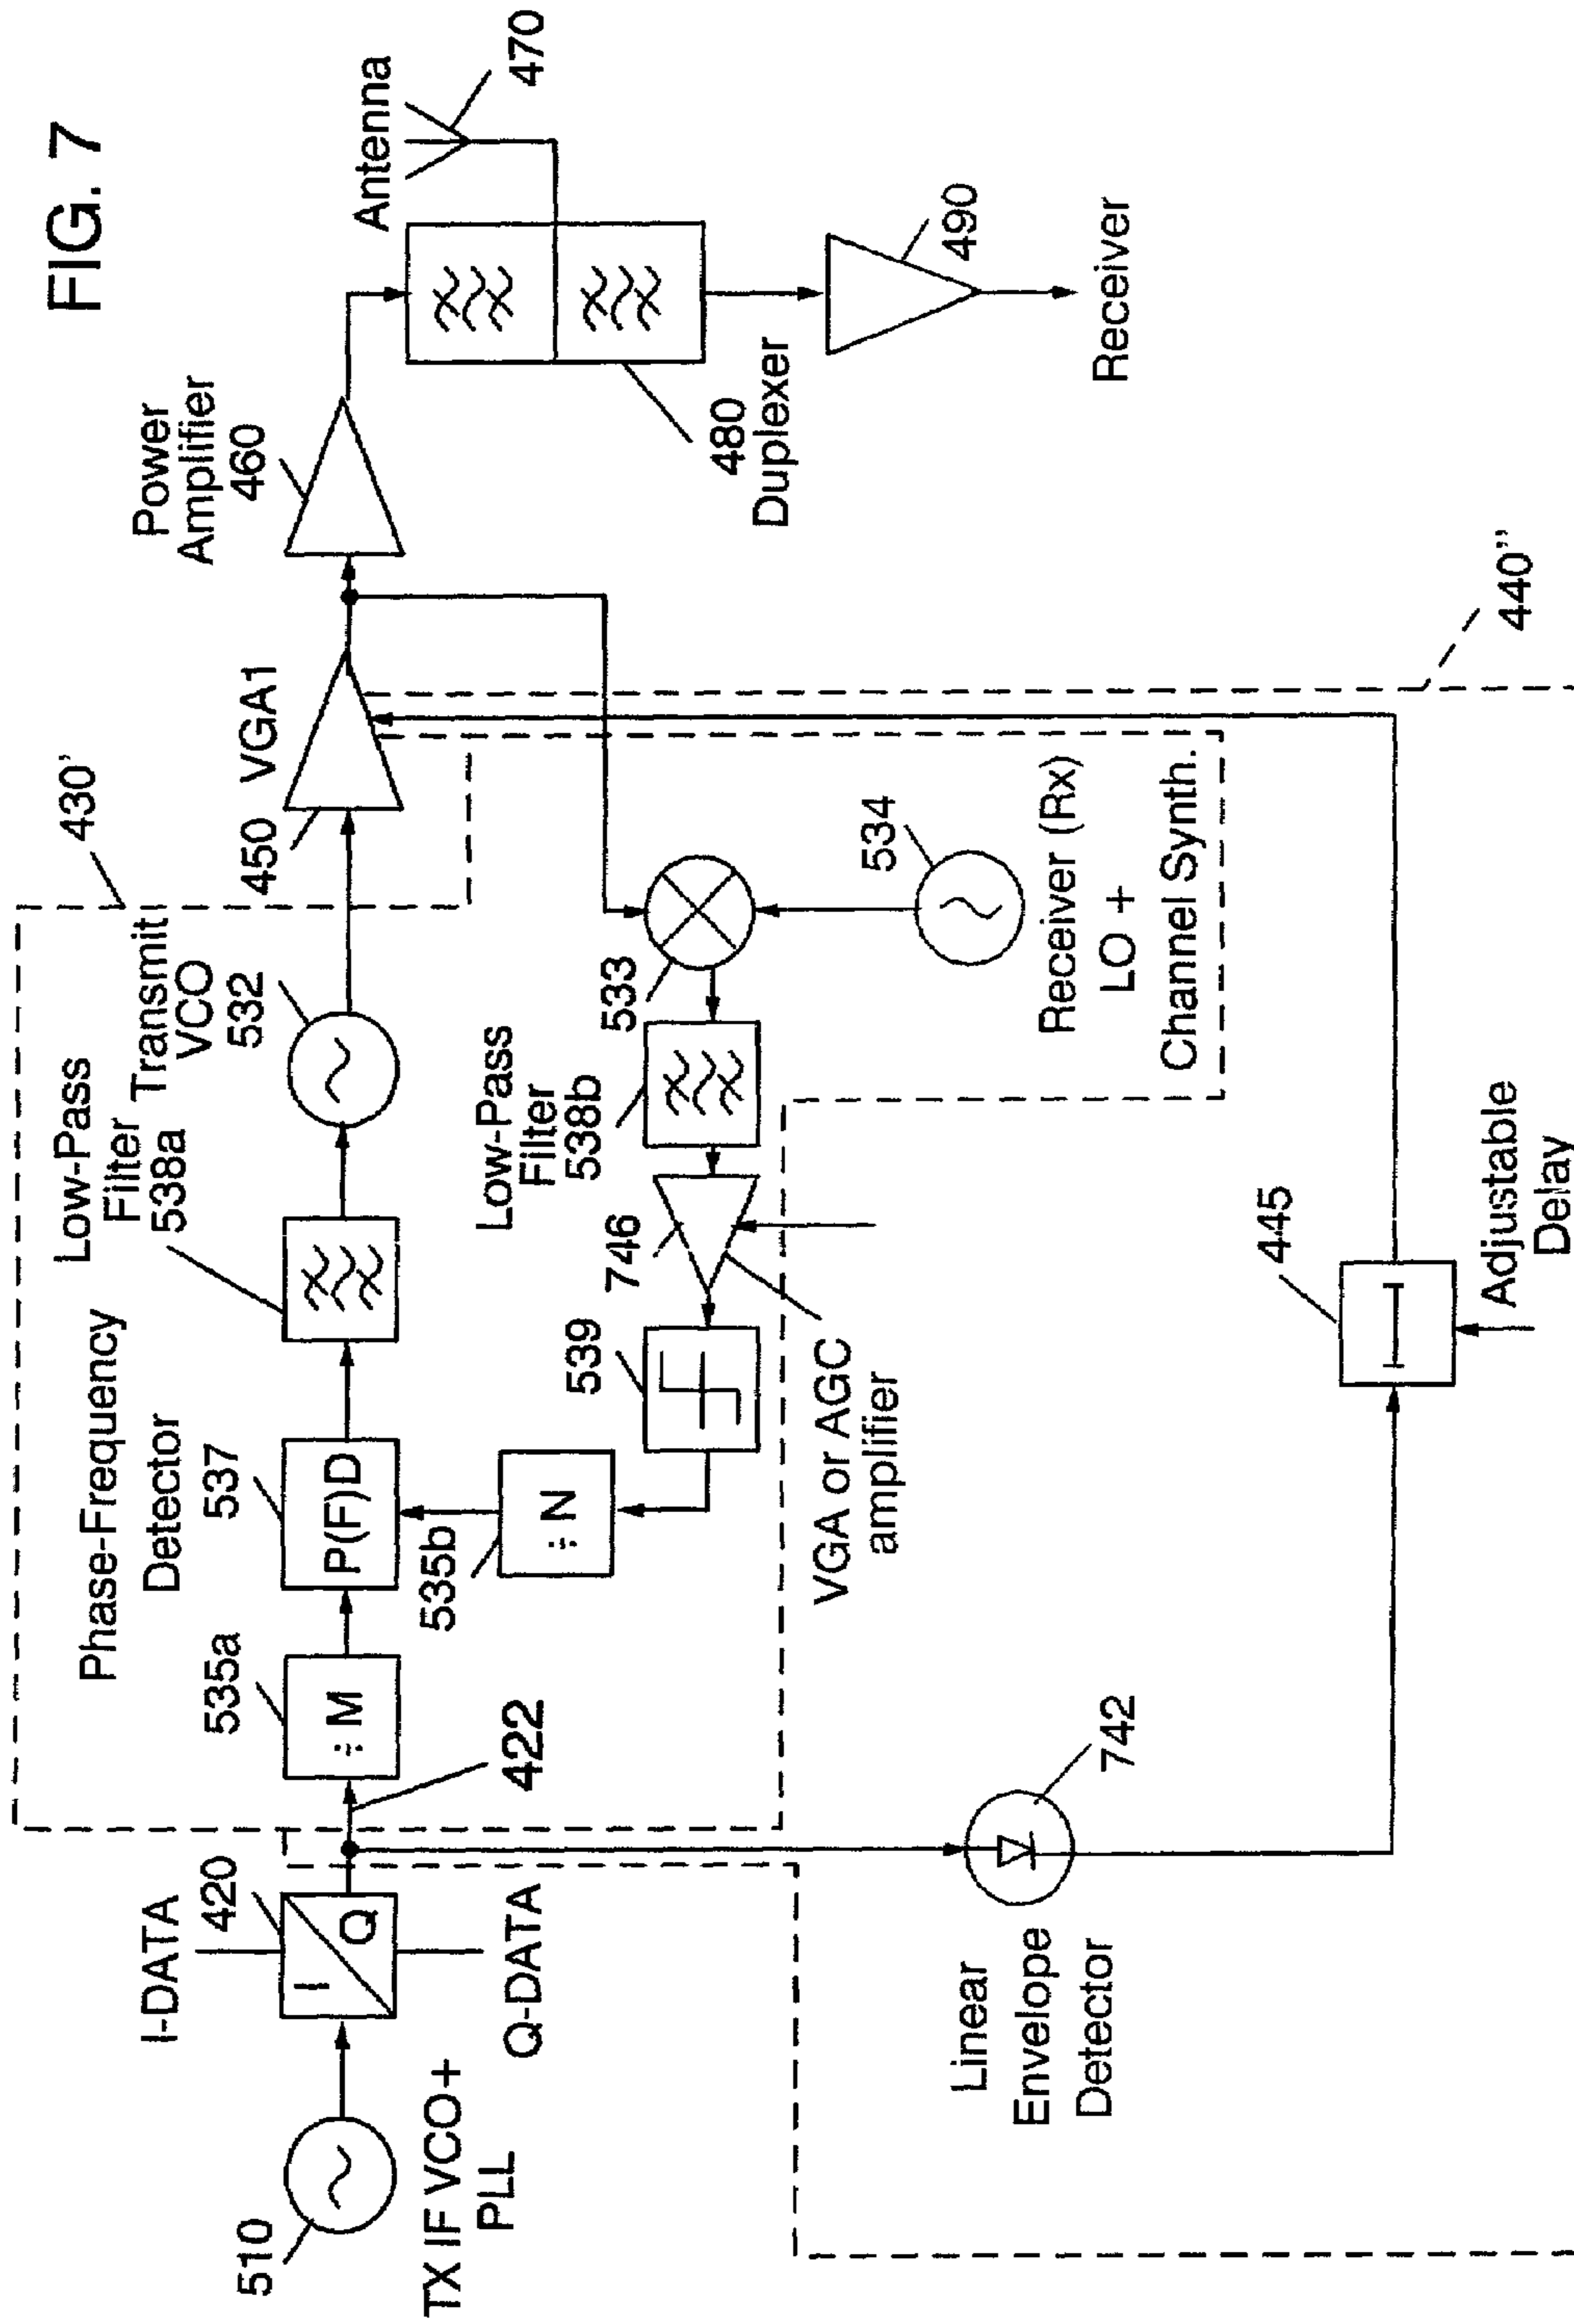 FIG. 7
Antenna
470
Power
Amplifier
460
480
Duplexer
490
Receiver
430'
450 VGA1
Low-Pass
Filter
538a
Transmit
VCO
532
Phase-Frequency
Detector
537
P(F)D
535a
÷M
422
I-DATA
420
I
Q
Q-DATA
510
TX IF VCO+
PLL
535b
÷N
539
746
Low-Pass
Filter
538b
533
534
Receiver (Rx)
LO +
Channel Synth.
VGA or AGC
amplifier
440"
445
Adjustable
Delay
742
Linear
Envelope
Detector